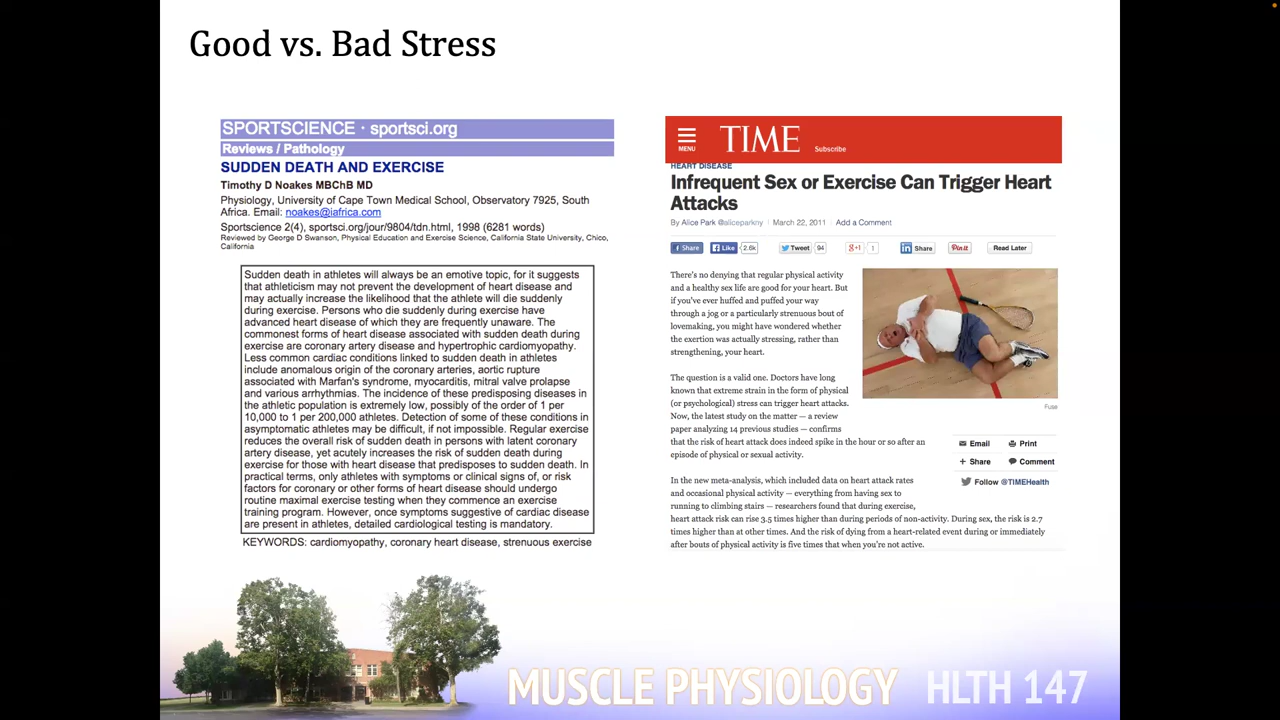 Good vs. Bad Stress
SPORTSCIENCE · sportsci.org
Reviews / Pathology
SUDDEN DEATH AND EXERCISE
Timothy D Noakes MBChB MD
Physiology, University of Cape Town Medical School, Observatory 7925, South
Africa. Email: noakes@iafrica.com
Sportscience 2(4), sportsci.org/jour/9804/tdn.html, 1998 (6281 words)
Reviewed by George D Swanson, Physical Education and Exercise Science, California State University, Chico,
California
Sudden death in athletes will always be an emotive topic, for it suggests
that athleticism may not prevent the development of heart disease and
may actually increase the likelihood that the athlete will die suddenly
during exercise. Persons who die suddenly during exercise have
advanced heart disease of which they are frequently unaware. The
commonest forms of heart disease associated with sudden death during
exercise are coronary artery disease and hypertrophic cardiomyopathy.
Less common cardiac conditions linked to sudden death in athletes
include anomalous origin of the coronary arteries, aortic rupture
associated with Marfan's syndrome, myocarditis, mitral valve prolapse
and various arrhythmias. The incidence of these predisposing diseases in
the athletic population is extremely low, possibly of the order of 1 per
10,000 to 1 per 200,000 athletes. Detection of some of these conditions in
asymptomatic athletes may be difficult, if not impossible. Regular exercise
reduces the overall risk of sudden death in persons with latent coronary
artery disease, yet acutely increases the risk of sudden death during
exercise for those with heart disease that predisposes to sudden death. In
practical terms, only athletes with symptoms or clinical signs of, or risk
factors for coronary or other forms of heart disease should undergo
routine maximal exercise testing when they commence an exercise
training program. However, once symptoms suggestive of cardiac disease
are present in athletes, detailed cardiological testing is mandatory.
KEYWORDS: cardiomyopathy, coronary heart disease, strenuous exercise
MENU
TIME
Subscribe
HEART DISEASE
Infrequent Sex or Exercise Can Trigger Heart
Attacks
By Alice Park @aliceparkny | March 22, 2011 | Add a Comment
Share Like 2.6k Tweet 94 +1 1 Share Pin it Read Later
There's no denying that regular physical activity
and a healthy sex life are good for your heart. But
if you've ever huffed and puffed your way
through a jog or a particularly strenuous bout of
lovemaking, you might have wondered whether
the exertion was actually stressing, rather than
strengthening, your heart.
The question is a valid one. Doctors have long
known that extreme strain in the form of physical
(or psychological) stress can trigger heart attacks.
Now, the latest study on the matter — a review
paper analyzing 14 previous studies — confirms
that the risk of heart attack does indeed spike in the hour or so after an
episode of physical or sexual activity.
In the new meta-analysis, which included data on heart attack rates
and occasional physical activity — everything from having sex to
running to climbing stairs — researchers found that during exercise,
heart attack risk can rise 3.5 times higher than during periods of non-activity. During sex, the risk is 2.7
times higher than at other times. And the risk of dying from a heart-related event during or immediately
after bouts of physical activity is five times that when you're not active.
Fuse
Email Print
+ Share Comment
Follow @TIMEHealth
MUSCLE PHYSIOLOGY HLTH 147